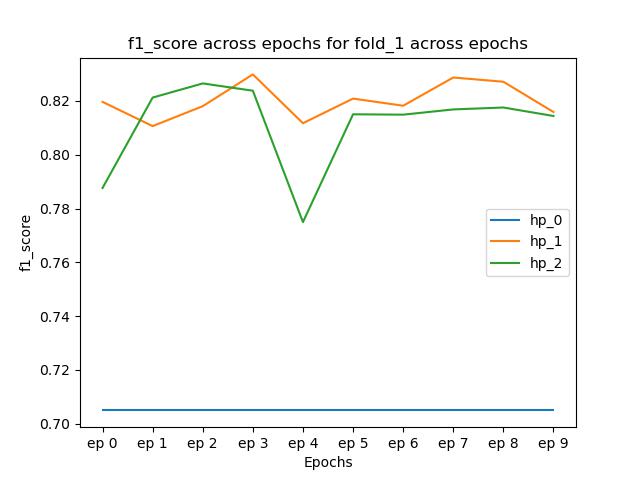 f1_score across epochs for fold_1 across epochs
f1_score
0.82
0.80
0.78
0.76
0.74
0.72
0.70
hp_0
hp_1
hp_2
ep 0 ep 1 ep 2 ep 3 ep 4 ep 5 ep 6 ep 7 ep 8 ep 9
Epochs